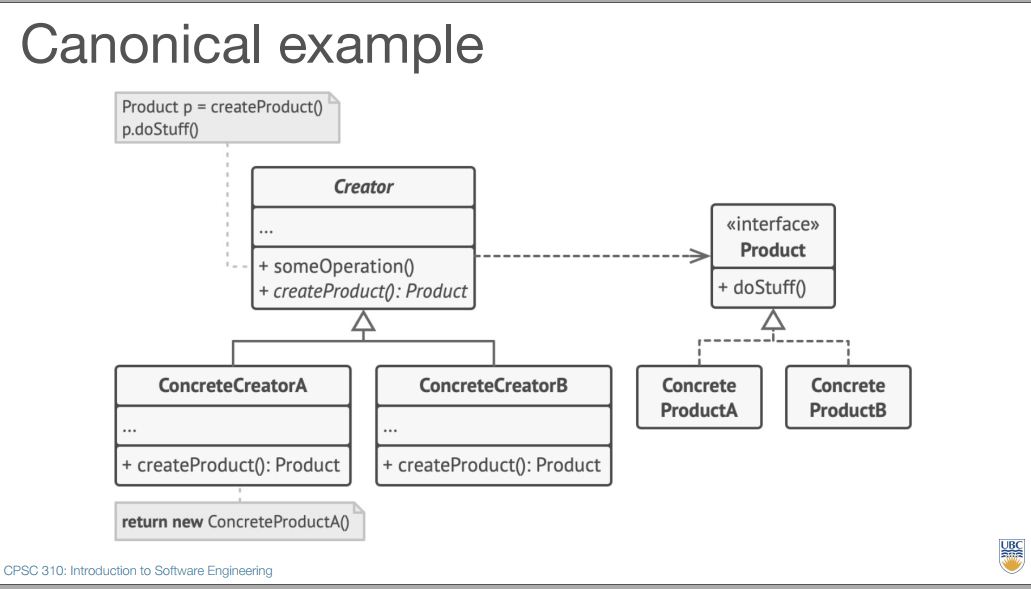 Canonical example
Product p = createProduct()
p.doStuff()
Creator
...
+ someOperation()
+ createProduct(): Product
«interface»
Product
+ doStuff()
ConcreteCreatorA
...
+ createProduct(): Product
ConcreteCreatorB
...
+ createProduct(): Product
Concrete
ProductA
Concrete
ProductB
return new ConcreteProductA()
UBC
CPSC 310: Introduction to Software Engineering